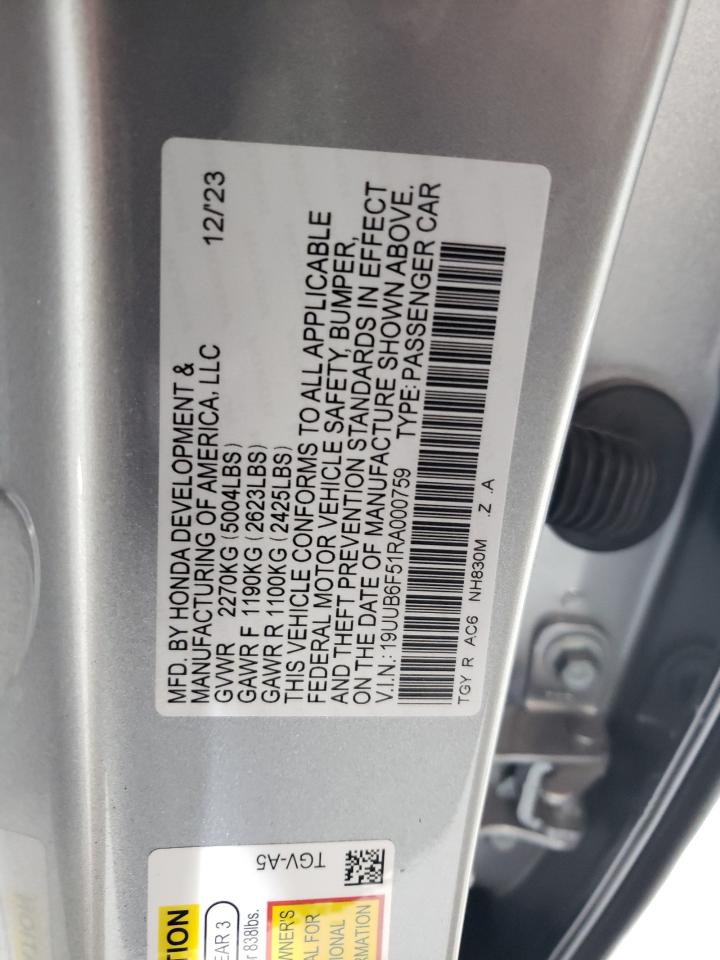 MFD. BY HONDA DEVELOPMENT &
MANUFACTURING OF AMERICA, LLC 12/'23
GVWR 2270KG (5004LBS)
GAWR F 1190KG (2623LBS)
GAWR R 1100KG (2425LBS)
THIS VEHICLE CONFORMS TO ALL APPLICABLE
FEDERAL MOTOR VEHICLE SAFETY, BUMPER,
AND THEFT PREVENTION STANDARDS IN EFFECT
ON THE DATE OF MANUFACTURE SHOWN ABOVE.
V.I.N.: 19UUB6F51RA000759 TYPE: PASSENGER CAR
TGY R AC6 NH830M .Z .A
TGV-A5
TION
EAR 3
r 838lbs.
WNER'S
AL FOR
IONAL
RMATION